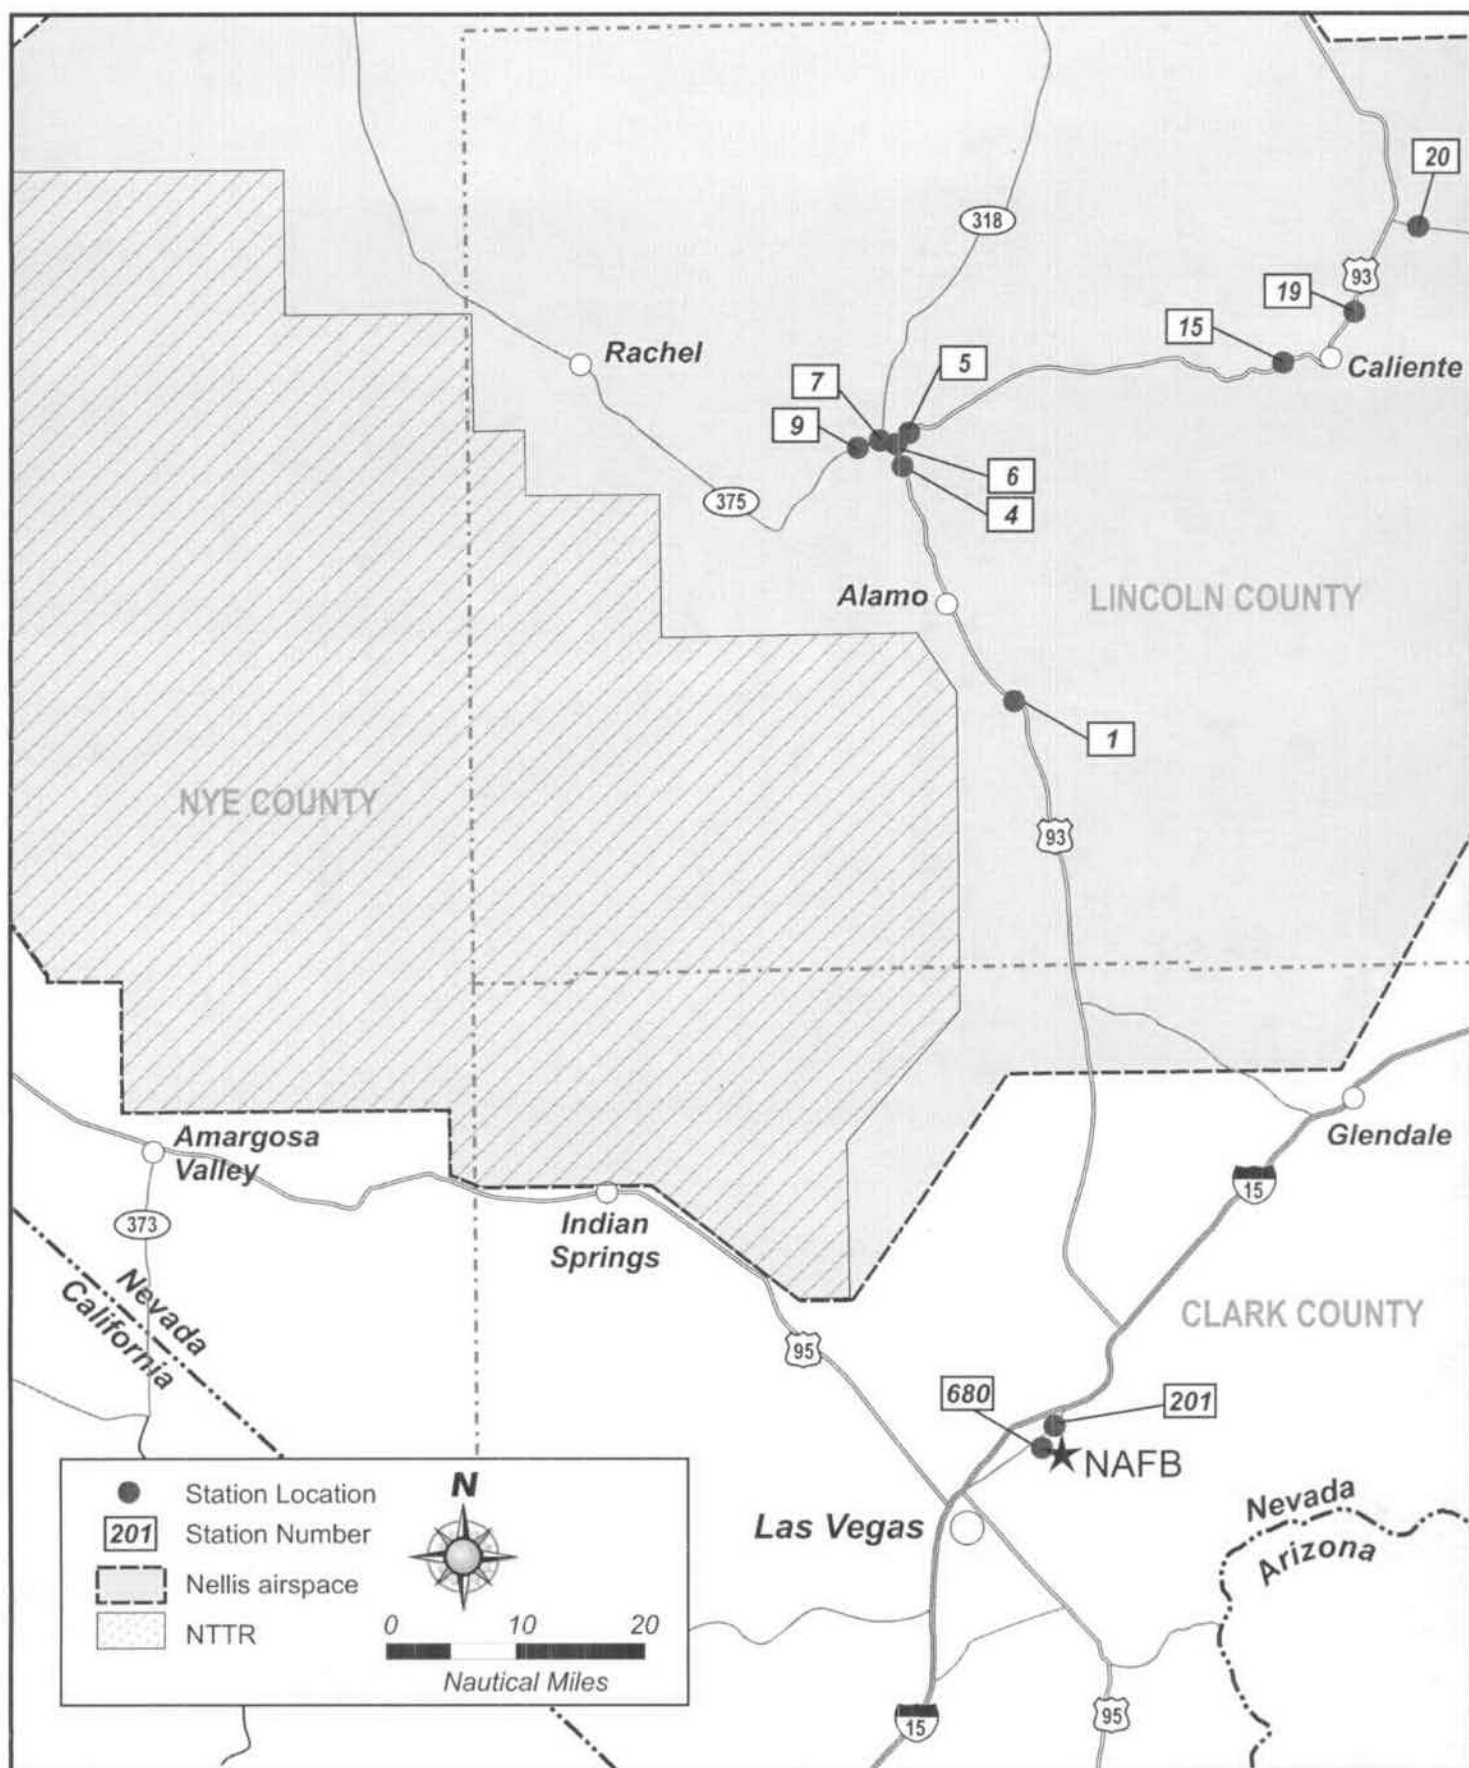 20
318
93
19
15
Rachel
5
Caliente
7
9
6
375
4
Alamo
LINCOLN COUNTY
1
NYE COUNTY
93
Amargosa
Valley
Glendale
15
373
Indian
Springs
Nevada
California
CLARK COUNTY
95
680
201
NAFB
Las Vegas
Nevada
Arizona
Station Location
201
Station Number
Nellis airspace
NTTR
N
0 10 20
Nautical Miles
15
95